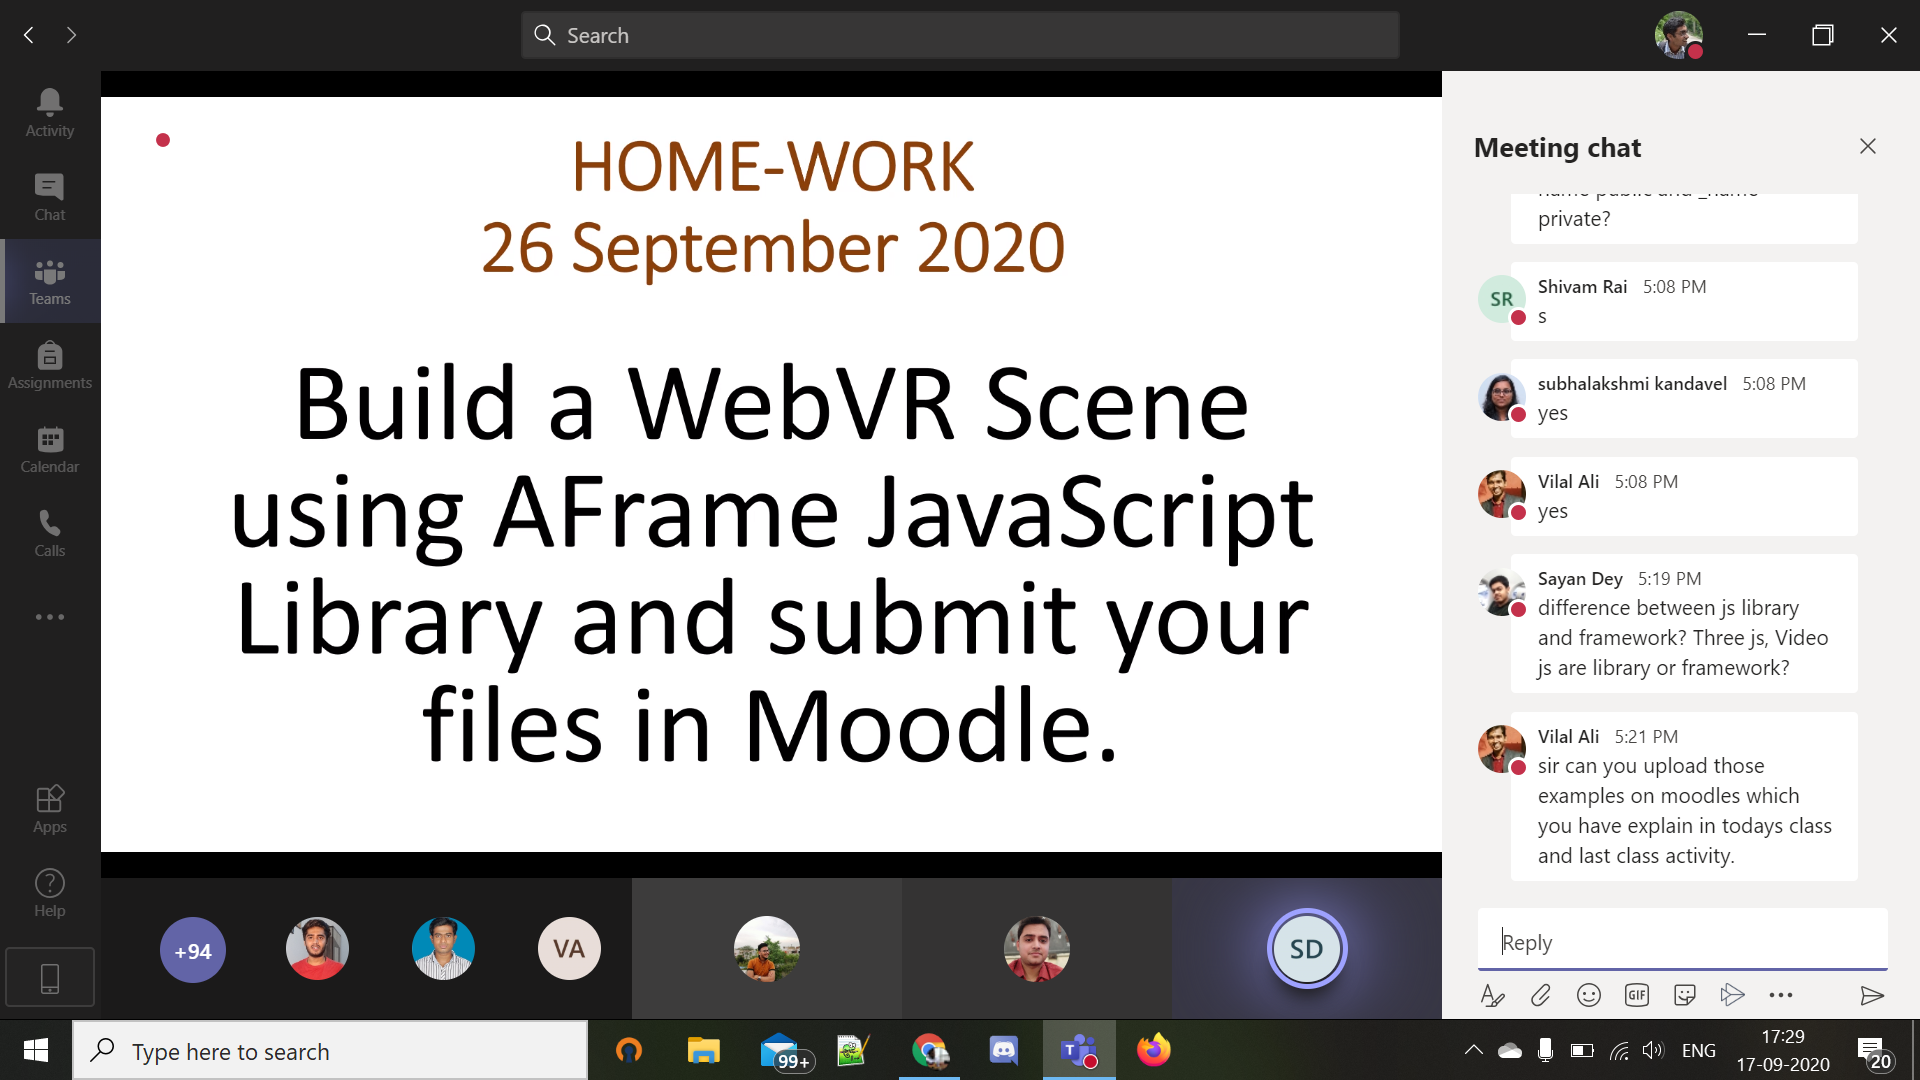 Search
Activity
Chat
Teams
Assignments
Calendar
Calls
Apps
Help
HOME-WORK
26 September 2020
Build a WebVR Scene
using AFrame JavaScript
Library and submit your
files in Moodle.
+94
VA
SD
Meeting chat
name public and _name
private?
SR
Shivam Rai 5:08 PM
s
subhalakshmi kandavel 5:08 PM
yes
Vilal Ali 5:08 PM
yes
Sayan Dey 5:19 PM
difference between js library
and framework? Three js, Video
js are library or framework?
Vilal Ali 5:21 PM
sir can you upload those
examples on moodles which
you have explain in todays class
and last class activity.
Reply
GIF
Type here to search
99+
T
ENG
17:29
17-09-2020
20